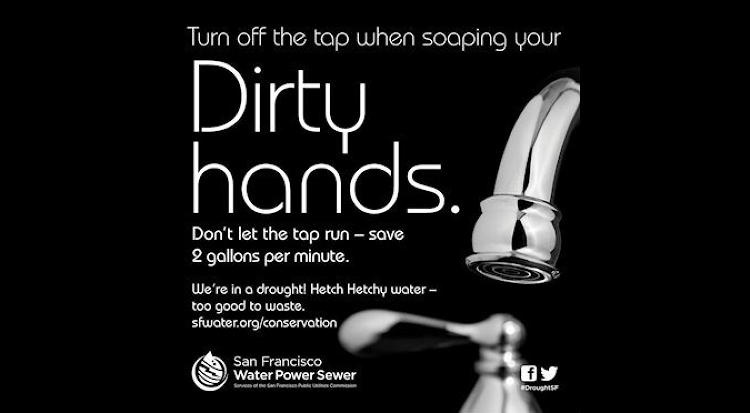 Turn off the tap when soaping your
Dirty
hands.
Don't let the tap run – save
2 gallons per minute.
We're in a drought! Hetch Hetchy water –
too good to waste.
sfwater.org/conservation
San Francisco
Water Power Sewer
Services of the San Francisco Public Utilities Commission
#DroughtSF